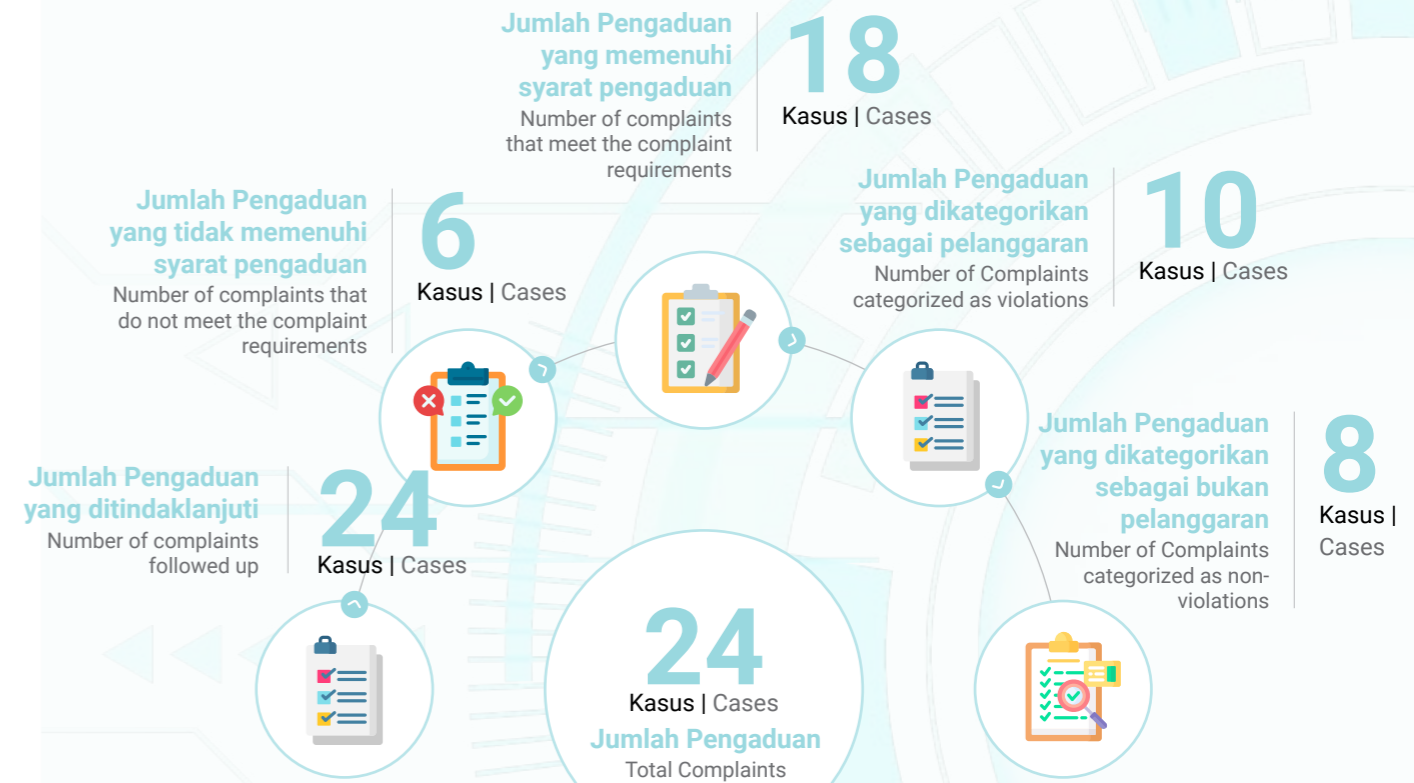 Jumlah Pengaduan
yang memenuhi
syarat pengaduan
Number of complaints
that meet the complaint
requirements
18
Kasus | Cases
Jumlah Pengaduan
yang tidak memenuhi
syarat pengaduan
Number of complaints that
do not meet the complaint
requirements
6
Kasus | Cases
Jumlah Pengaduan
yang dikategorikan
sebagai pelanggaran
Number of Complaints
categorized as violations
10
Kasus | Cases
Jumlah Pengaduan
yang ditindaklanjuti
Number of complaints
followed up
24
Kasus | Cases
Jumlah Pengaduan
yang dikategorikan
sebagai bukan
pelanggaran
Number of Complaints
categorized as non-
violations
8
Kasus |
Cases
24
Kasus | Cases
Jumlah Pengaduan
Total Complaints